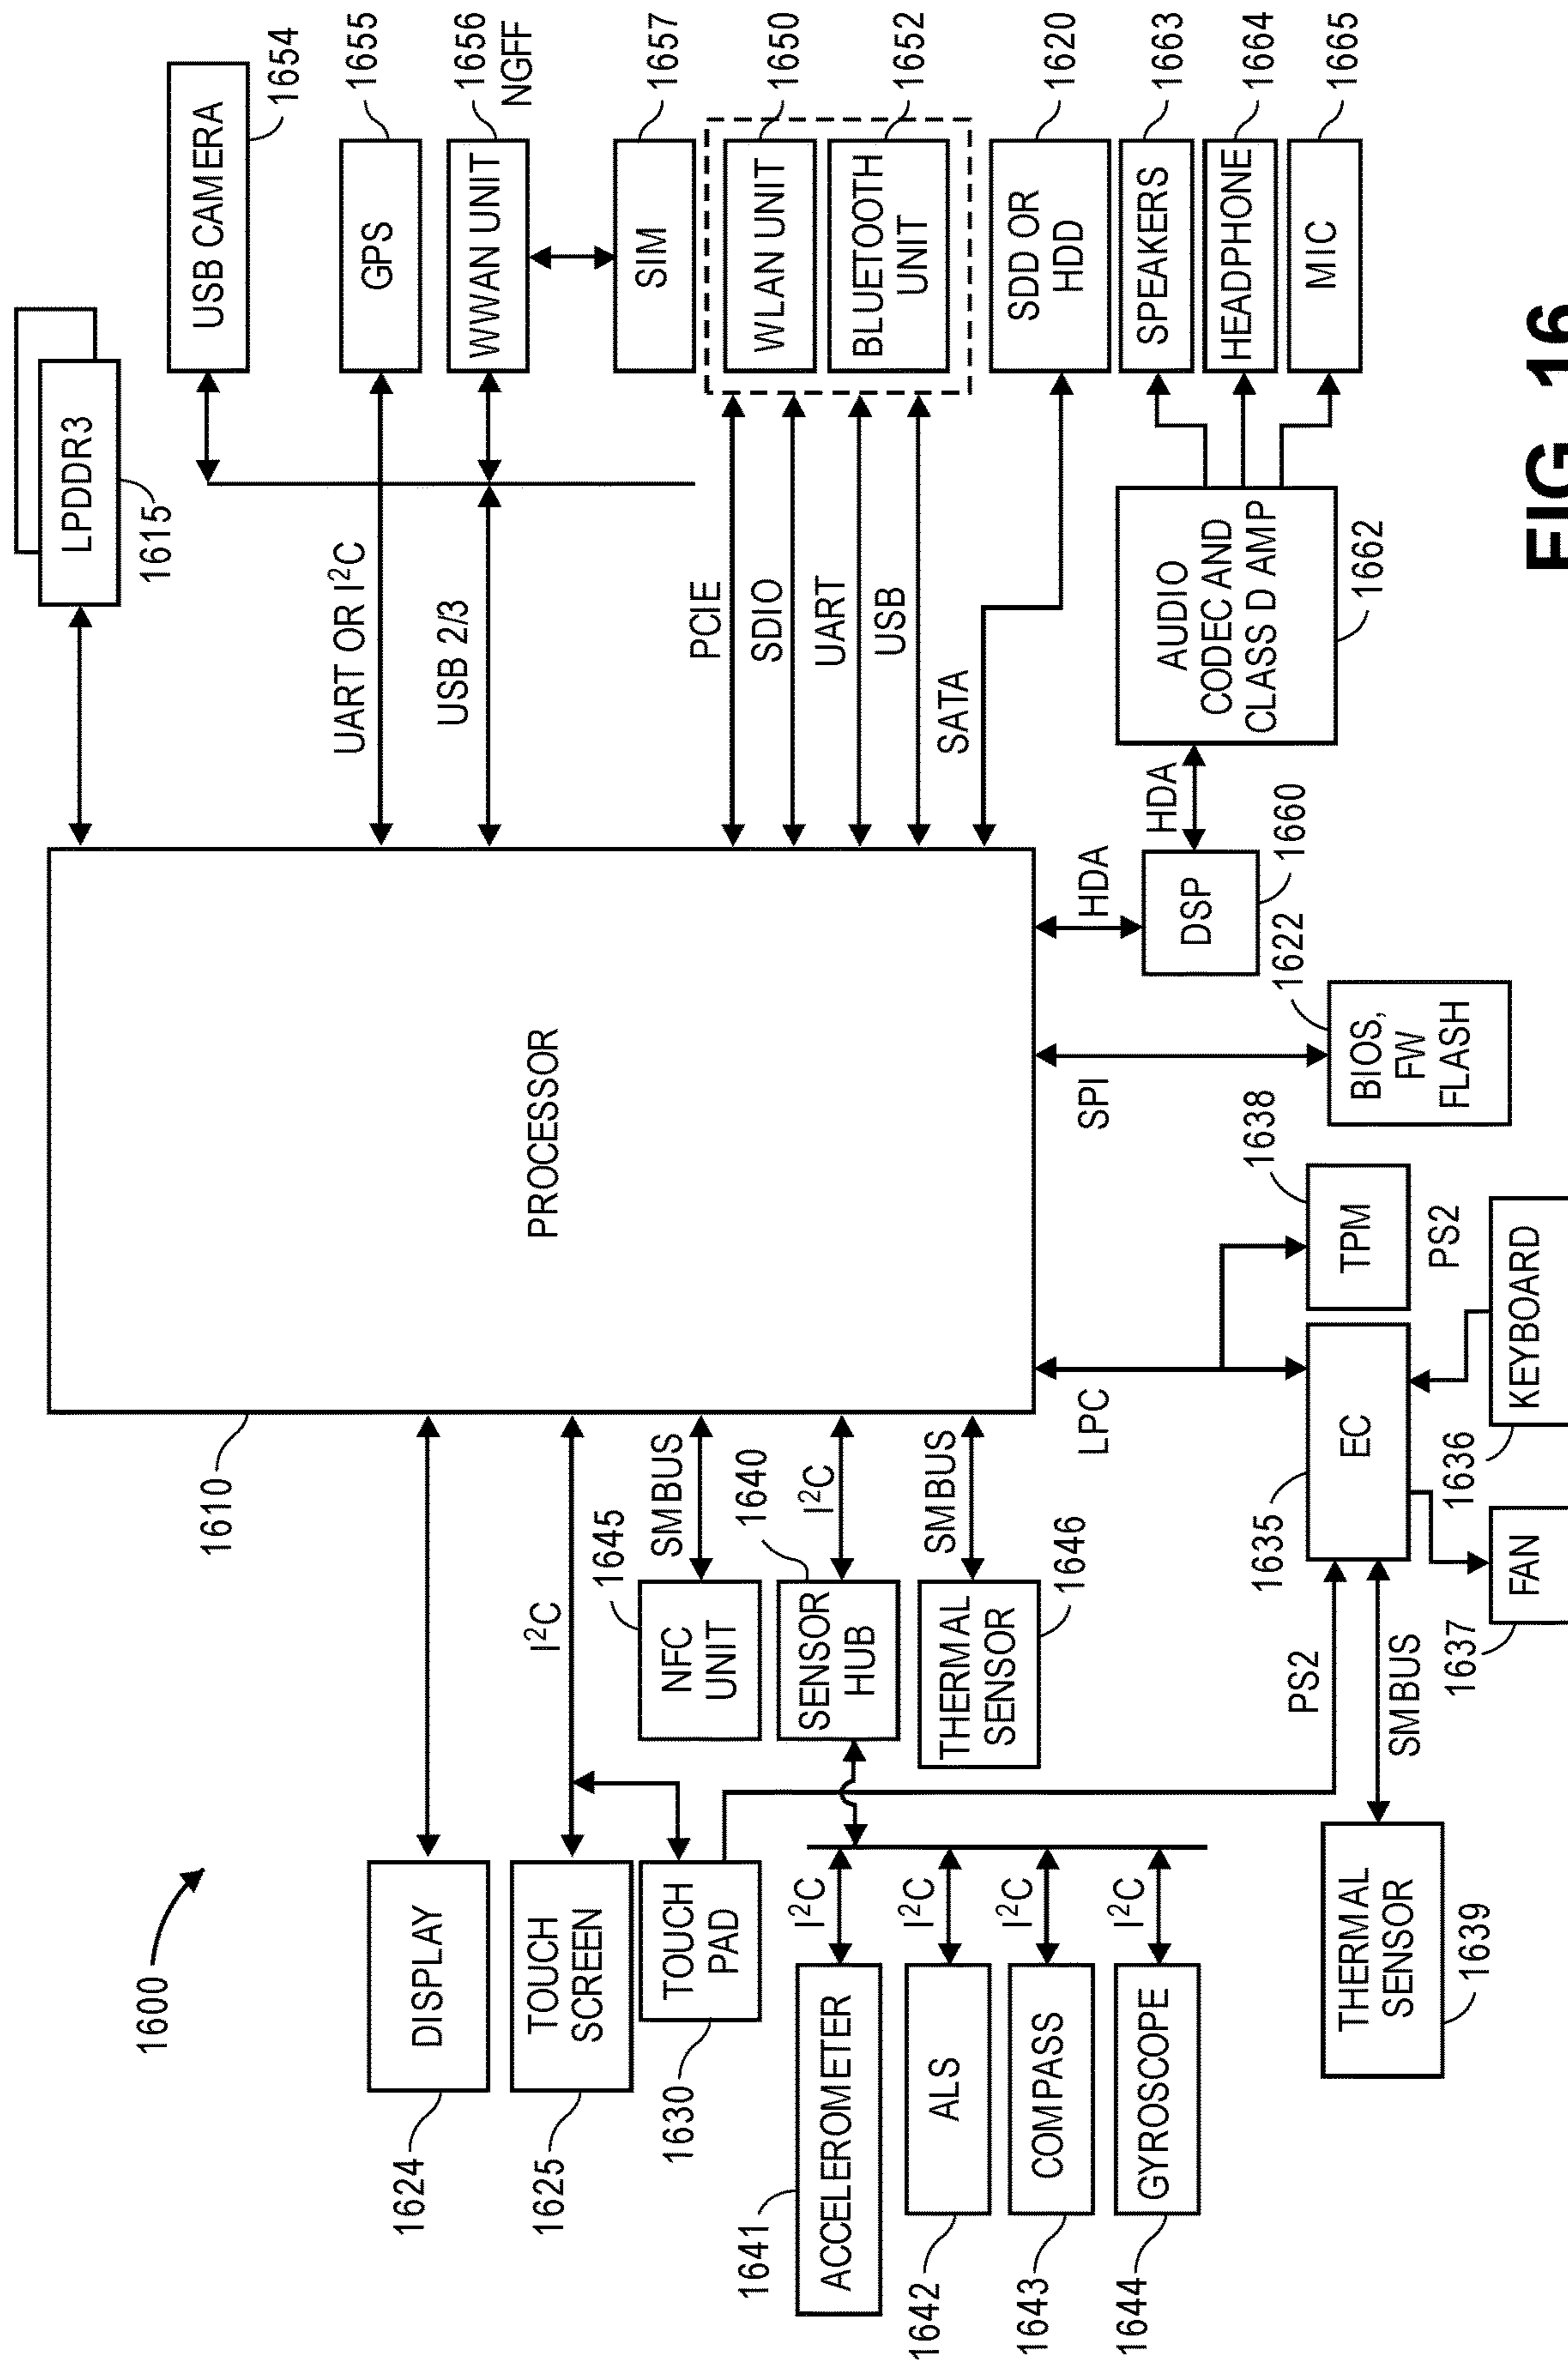 1600
LPDDR3
1615
USB CAMERA
1654
1610
PROCESSOR
UART OR I²C
GPS
1655
USB 2/3
WWAN UNIT
1656
NGFF
SIM
1657
DISPLAY
1624
I²C
TOUCH
SCREEN
1625
TOUCH
PAD
1630
SMBUS
1645
NFC
UNIT
1640
I²C
SENSOR
HUB
SMBUS
THERMAL
SENSOR
1646
PCIE
SDIO
UART
USB
WLAN UNIT
1650
BLUETOOTH
UNIT
1652
SATA
SDD OR
HDD
1620
I²C
ACCELEROMETER
1641
I²C
ALS
1642
I²C
COMPASS
1643
I²C
GYROSCOPE
1644
HDA
DSP
1660
HDA
AUDIO
CODEC AND
CLASS D AMP
1662
SPEAKERS
1663
HEADPHONE
1664
MIC
1665
LPC
SPI
1622
BIOS,
FW
FLASH
1638
TPM
1635
EC
PS2
SMBUS
THERMAL
SENSOR
1639
PS2
KEYBOARD
1636
FAN
1637
FIG. 16